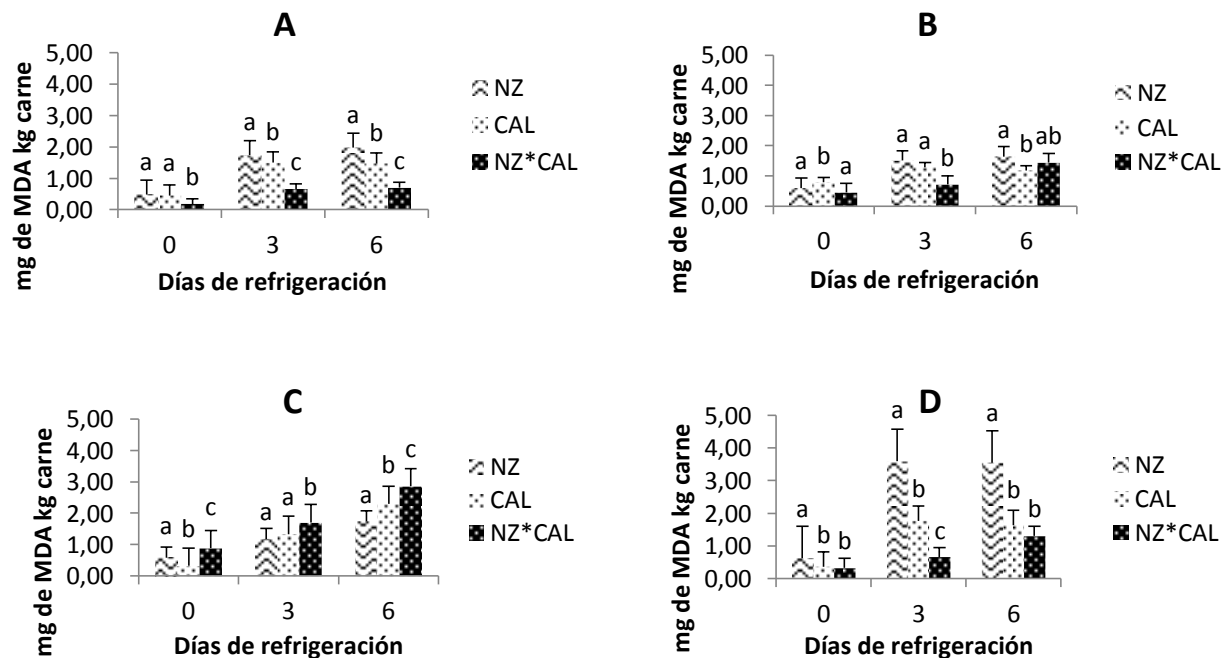 A
mg de MDA kg carne
5,00
4,00
3,00
2,00
1,00
0,00
a a b
a b c
a b c
0 3 6
Días de refrigeración
NZ
CAL
NZ*CAL
B
mg de MDA kg carne
5,00
4,00
3,00
2,00
1,00
0,00
a b a
a a b
a b ab
0 3 6
Días de refrigeración
NZ
CAL
NZ*CAL
C
mg de MDA kg carne
5,00
4,00
3,00
2,00
1,00
0,00
a b c
a a b
a b c
0 3 6
Días de refrigeración
NZ
CAL
NZ*CAL
D
mg de MDA kg carne
5,00
4,00
3,00
2,00
1,00
0,00
a b b
a b c
a b b
0 3 6
Días de refrigeración
NZ
CAL
NZ*CAL